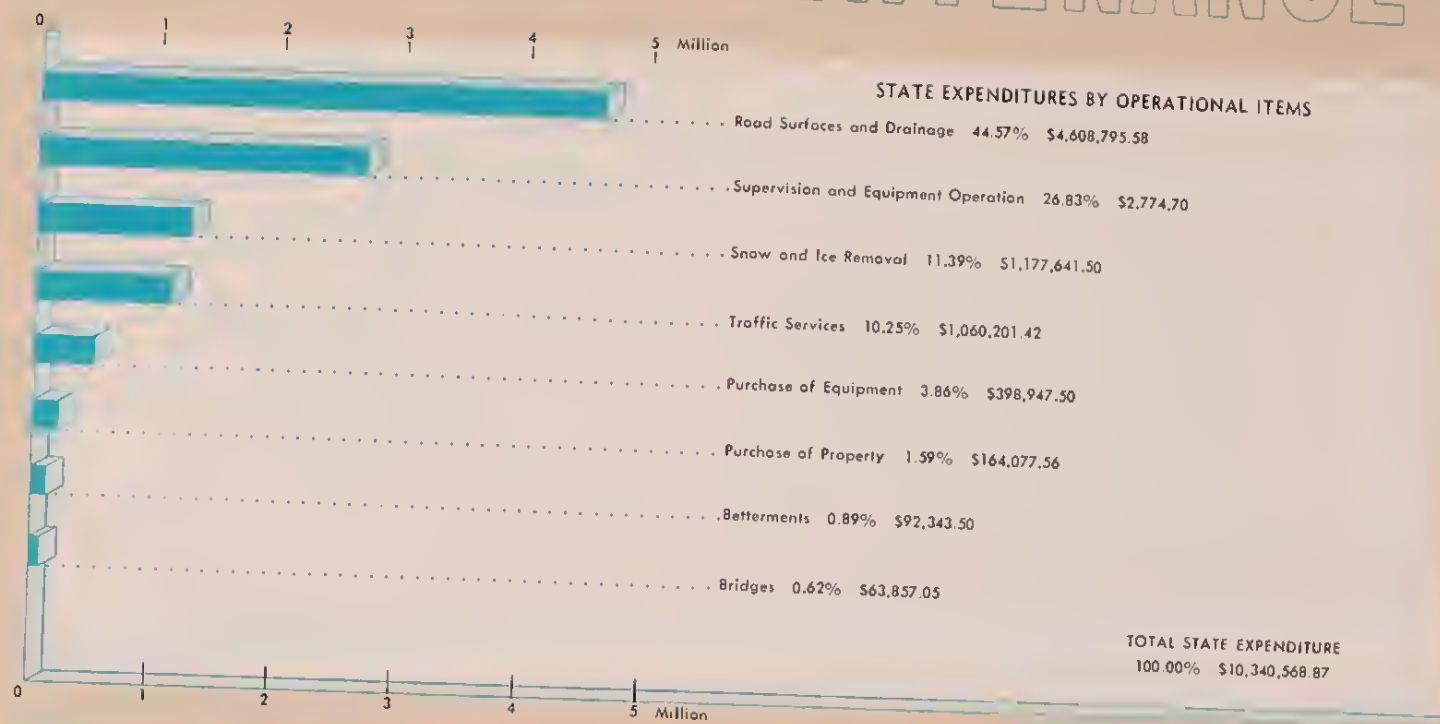 0 1 2 3 4 5 Million
STATE EXPENDITURES BY OPERATIONAL ITEMS
Road Surfaces and Drainage 44.57% $4,608,795.58
Supervision and Equipment Operation 26.83% $2,774,70
Snow and Ice Removal 11.39% $1,177,641.50
Traffic Services 10.25% $1,060,201.42
Purchase of Equipment 3.86% $398,947.50
Purchase of Property 1.59% $164,077.56
Betterments 0.89% $92,343.50
Bridges 0.62% $63,857.05
TOTAL STATE EXPENDITURE
100.00% $10,340,568.87
0 1 2 3 4 5 Million